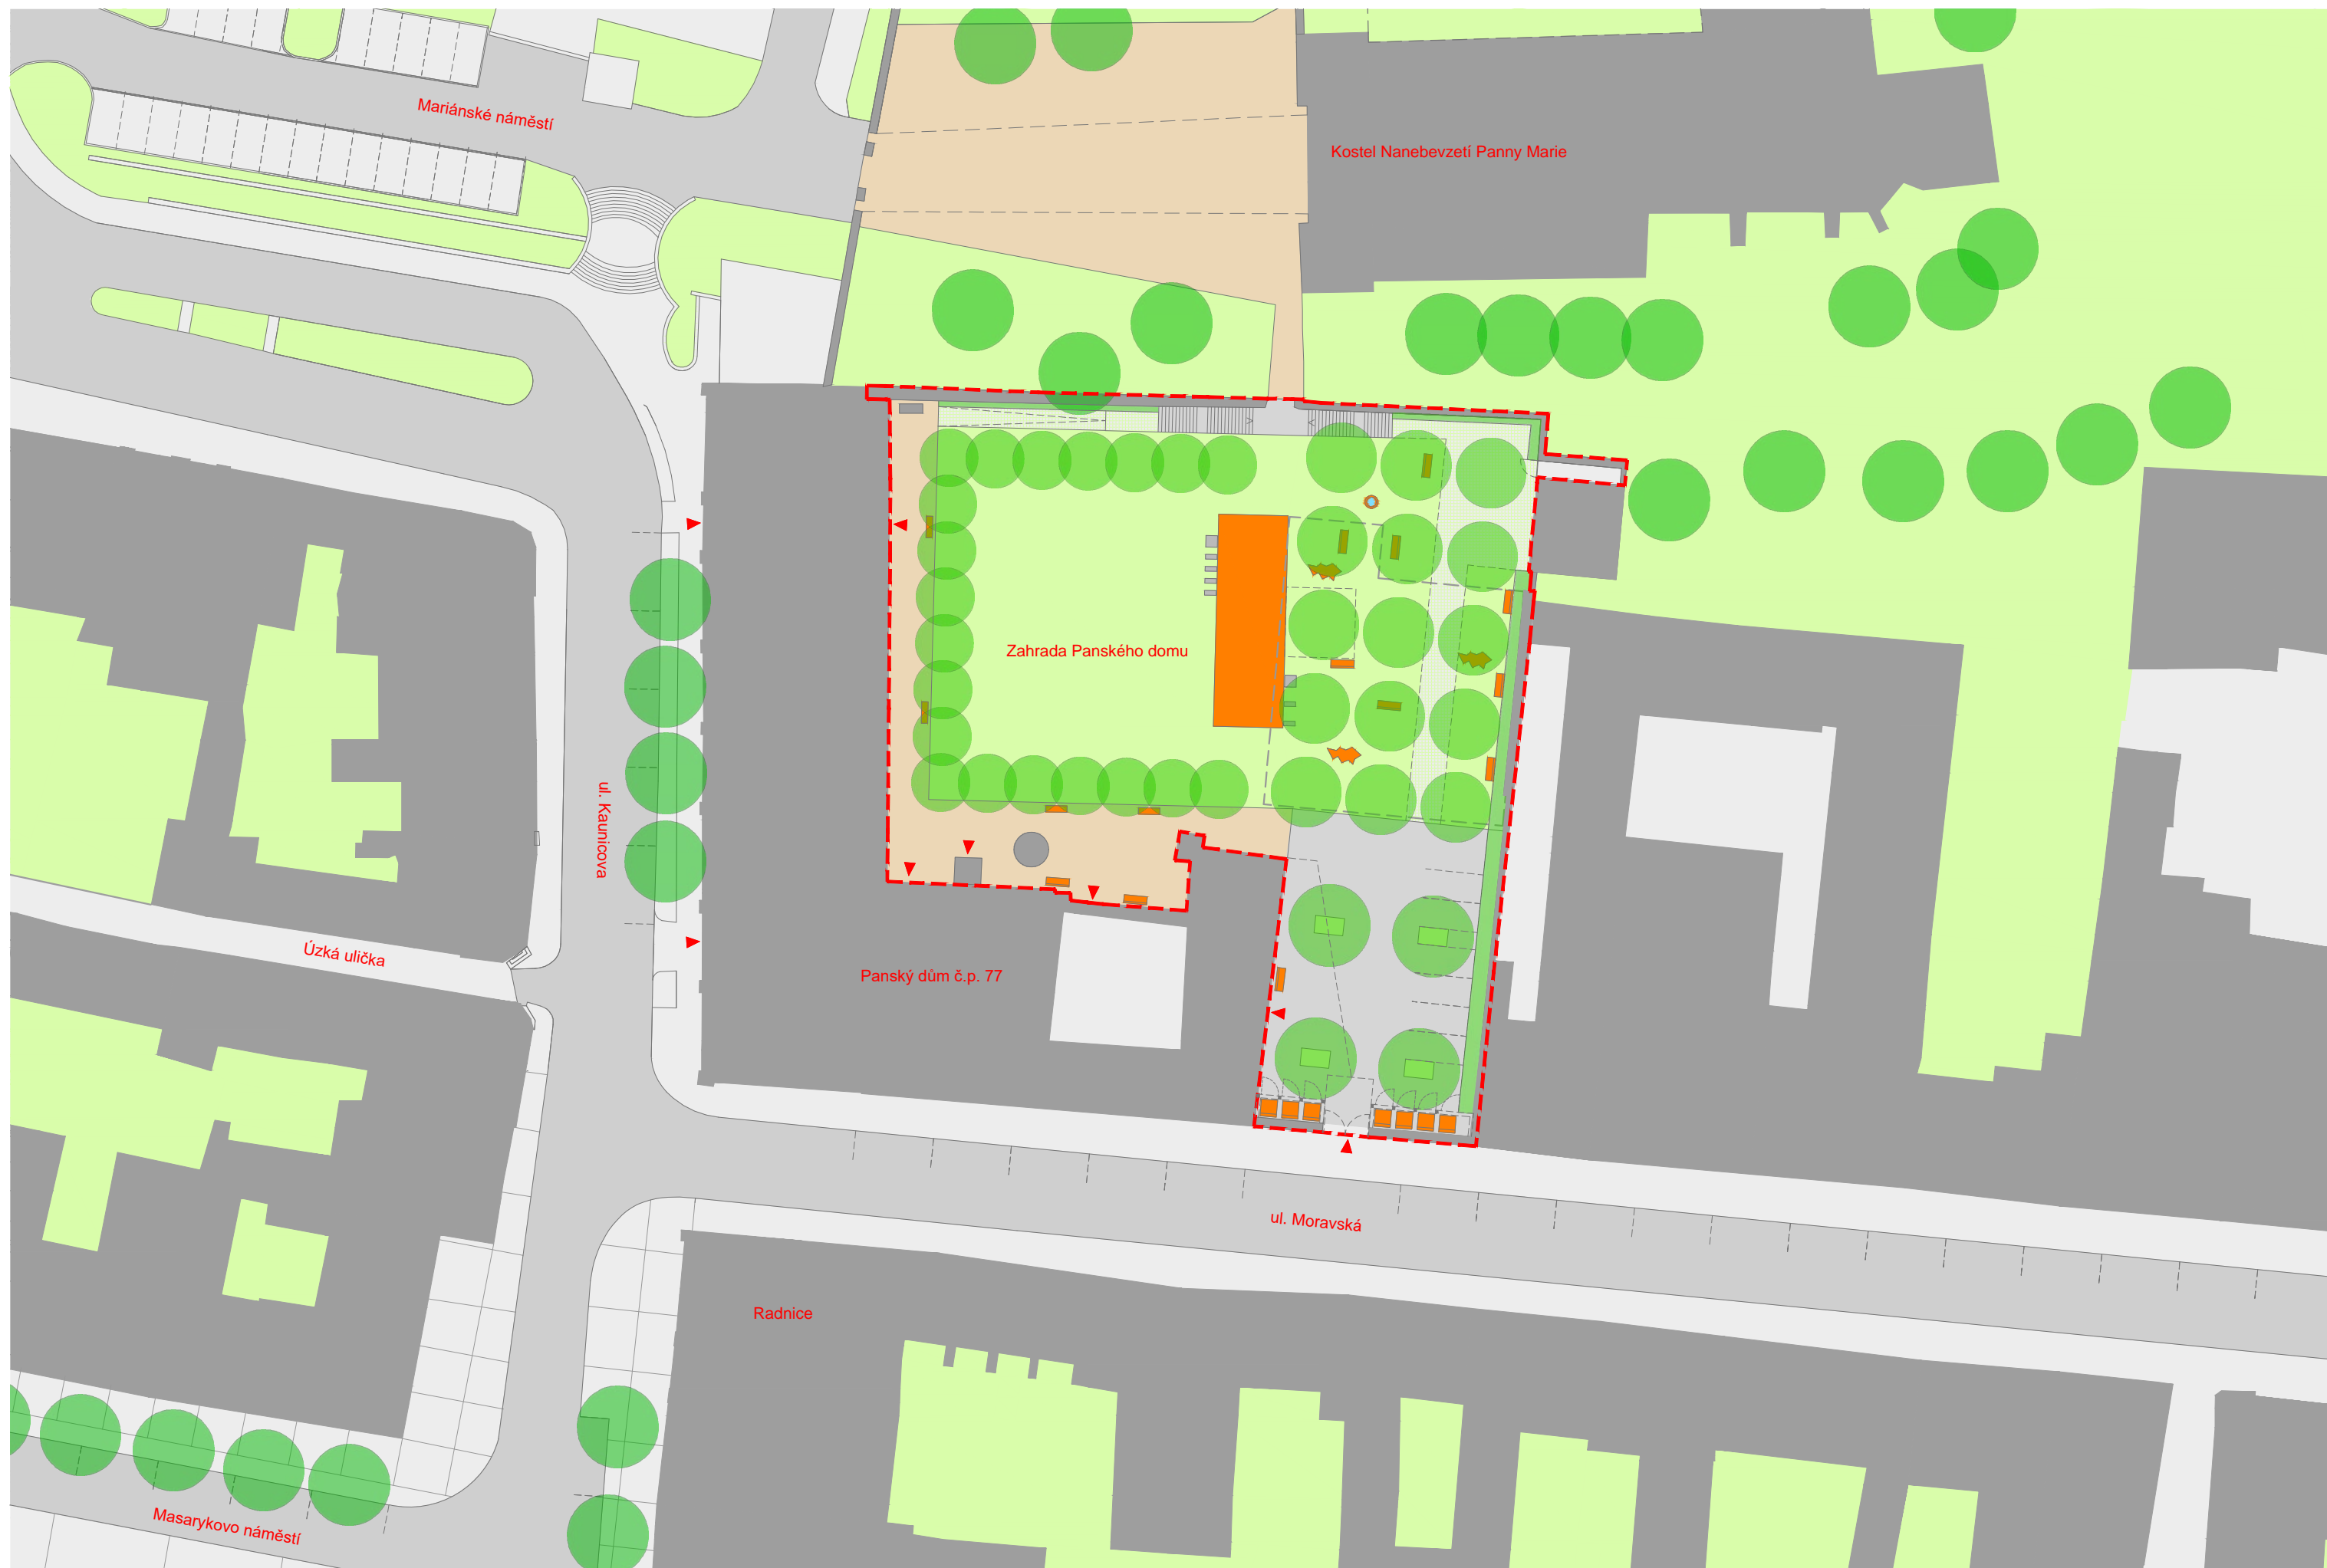 Mariánské náměstí
Kostel Nanebevzetí Panny Marie
Zahrada Panského domu
ul. Kaunicova
Úzká ulička
Panský dům č.p. 77
ul. Moravská
Radnice
Masarykovo náměstí